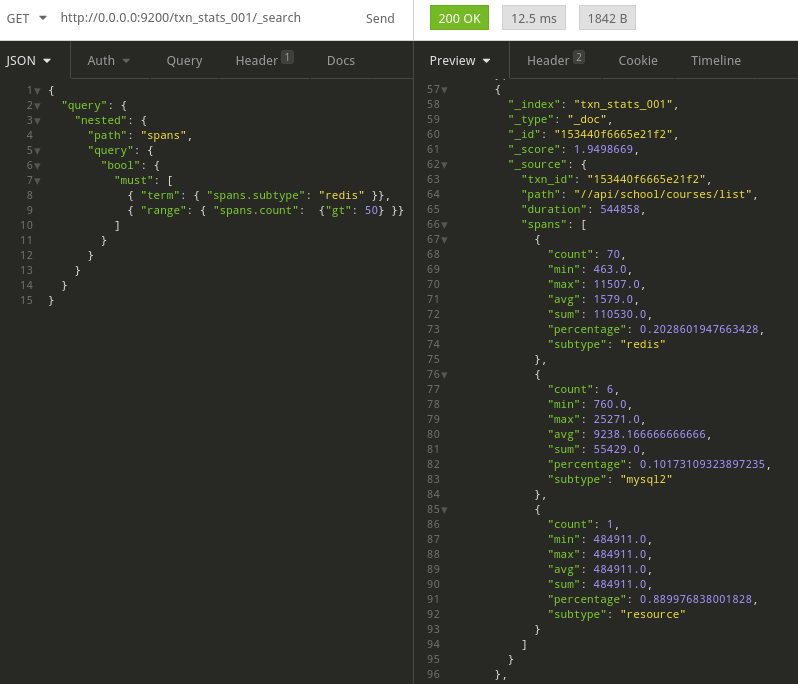 GET http://0.0.0.0:9200/txn_stats_001/_search Send
200 OK 12.5 ms 1842 B
JSON Auth Query Header 1 Docs
Preview Header 2 Cookie Timeline
1 {
2 "query": {
3 "nested": {
4 "path": "spans",
5 "query": {
6 "bool": {
7 "must": [
8 { "term": { "spans.subtype": "redis" }},
9 { "range": { "spans.count": {"gt": 50} }}
10 ]
11 }
12 }
13 }
14 }
15 }
57 {
58 "_index": "txn_stats_001",
59 "_type": "_doc",
60 "_id": "153440f6665e21f2",
61 "_score": 1.9498669,
62 "_source": {
63 "txn_id": "153440f6665e21f2",
64 "path": "//api/school/courses/list",
65 "duration": 544858,
66 "spans": [
67 {
68 "count": 70,
69 "min": 463.0,
70 "max": 11507.0,
71 "avg": 1579.0,
72 "sum": 110530.0,
73 "percentage": 0.2028601947663428,
74 "subtype": "redis"
75 },
76 {
77 "count": 6,
78 "min": 760.0,
79 "max": 25271.0,
80 "avg": 9238.166666666666,
81 "sum": 55429.0,
82 "percentage": 0.10173109323897235,
83 "subtype": "mysql2"
84 },
85 {
86 "count": 1,
87 "min": 484911.0,
88 "max": 484911.0,
89 "avg": 484911.0,
90 "sum": 484911.0,
91 "percentage": 0.889976838001828,
92 "subtype": "resource"
93 }
94 ]
95 }
96 },